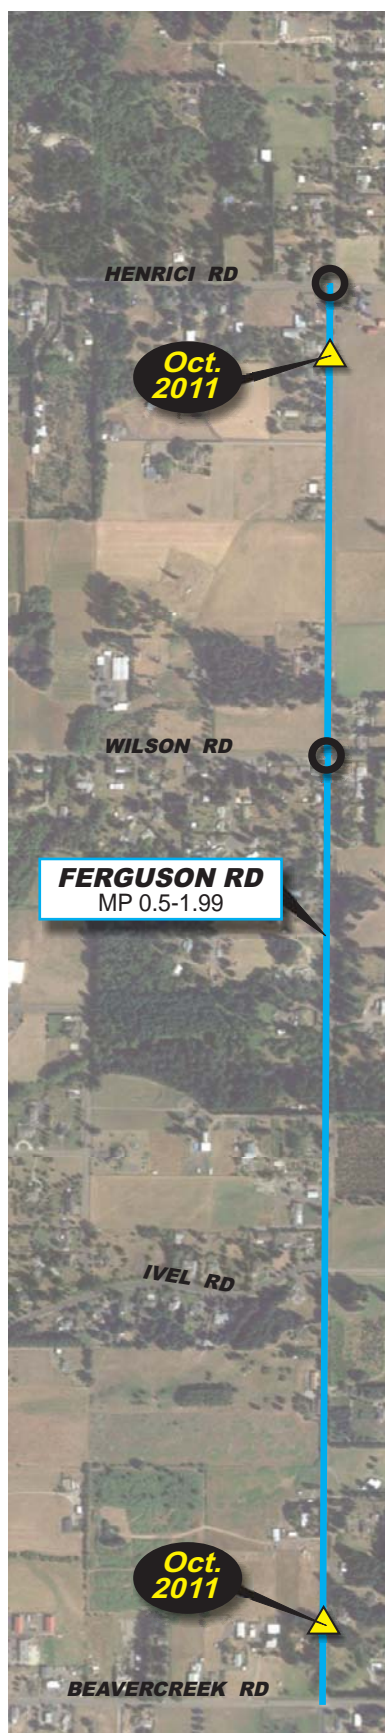 HENRICI RD
Oct.
2011
WILSON RD
FERGUSON RD
MP 0.5-1.99
IVEL RD
Oct.
2011
BEAVERCREEK RD